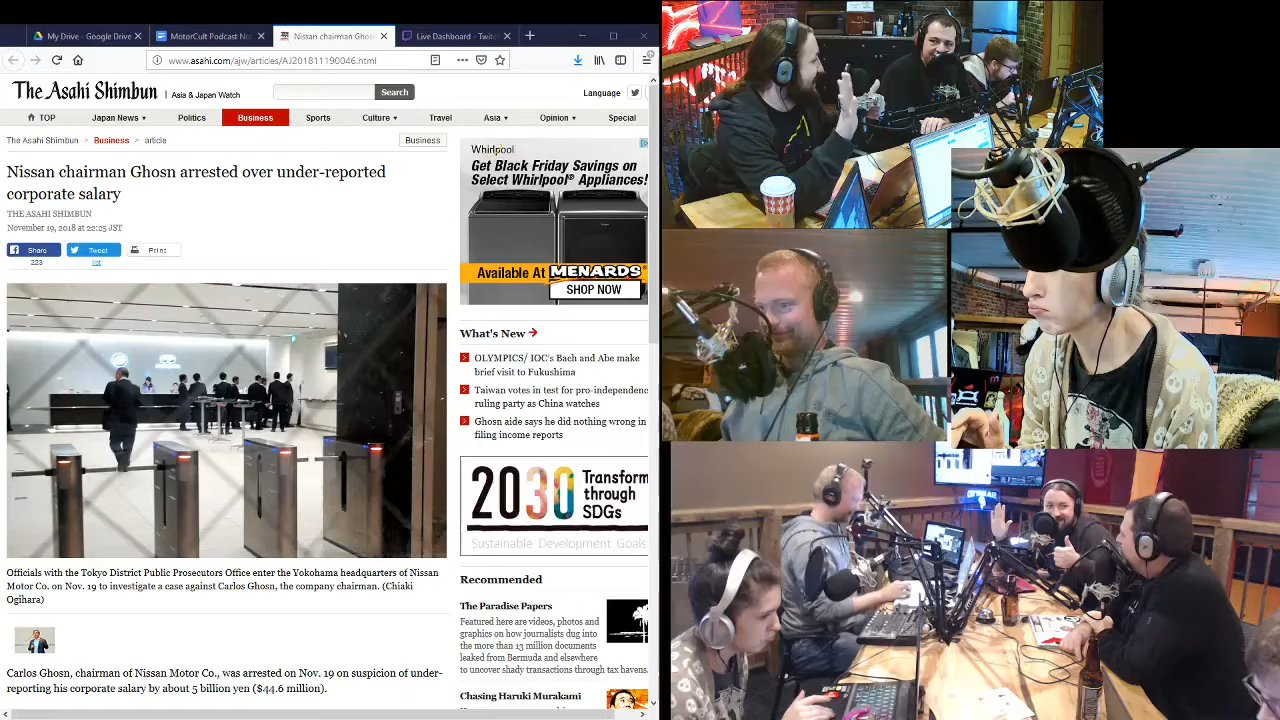 My Drive - Google Drive
MotorCult Podcast No
Nissan chairman Ghos
Live Dashboard - Twitc
www.asahi.com/ajw/articles/AJ201811190046.html
The Asahi Shimbun
Asia & Japan Watch
Search
Language
TOP
Japan News
Politics
Business
Sports
Culture
Travel
Asia
Opinion
Special
The Asahi Shimbun > Business > article
Business
Nissan chairman Ghosn arrested over under-reported
corporate salary
THE ASAHI SHIMBUN
November 19, 2018 at 22:25 JST
Share
Tweet
Print
223
list
Officials with the Tokyo District Public Prosecutors Office enter the Yokohama headquarters of Nissan
Motor Co. on Nov. 19 to investigate a case against Carlos Ghosn, the company chairman. (Chiaki
Ogihara)
Carlos Ghosn, chairman of Nissan Motor Co., was arrested on Nov. 19 on suspicion of under-
reporting his corporate salary by about 5 billion yen ($44.6 million).
Whirlpool
Get Black Friday Savings on
Select Whirlpool® Appliances!
Available At MENARDS®
SHOP NOW
What's New
OLYMPICS/ IOC's Bach and Abe make
brief visit to Fukushima
Taiwan votes in test for pro-independence
ruling party as China watches
Ghosn aide says he did nothing wrong in
filing income reports
2030 Transform
through
SDGs
Sustainable Development Goals
Recommended
The Paradise Papers
Featured here are videos, photos and
graphics on how journalists dug into
the more than 13 million documents
leaked from Bermuda and elsewhere
to uncover shady transaction through tax havens.
Chasing Haruki Murakami